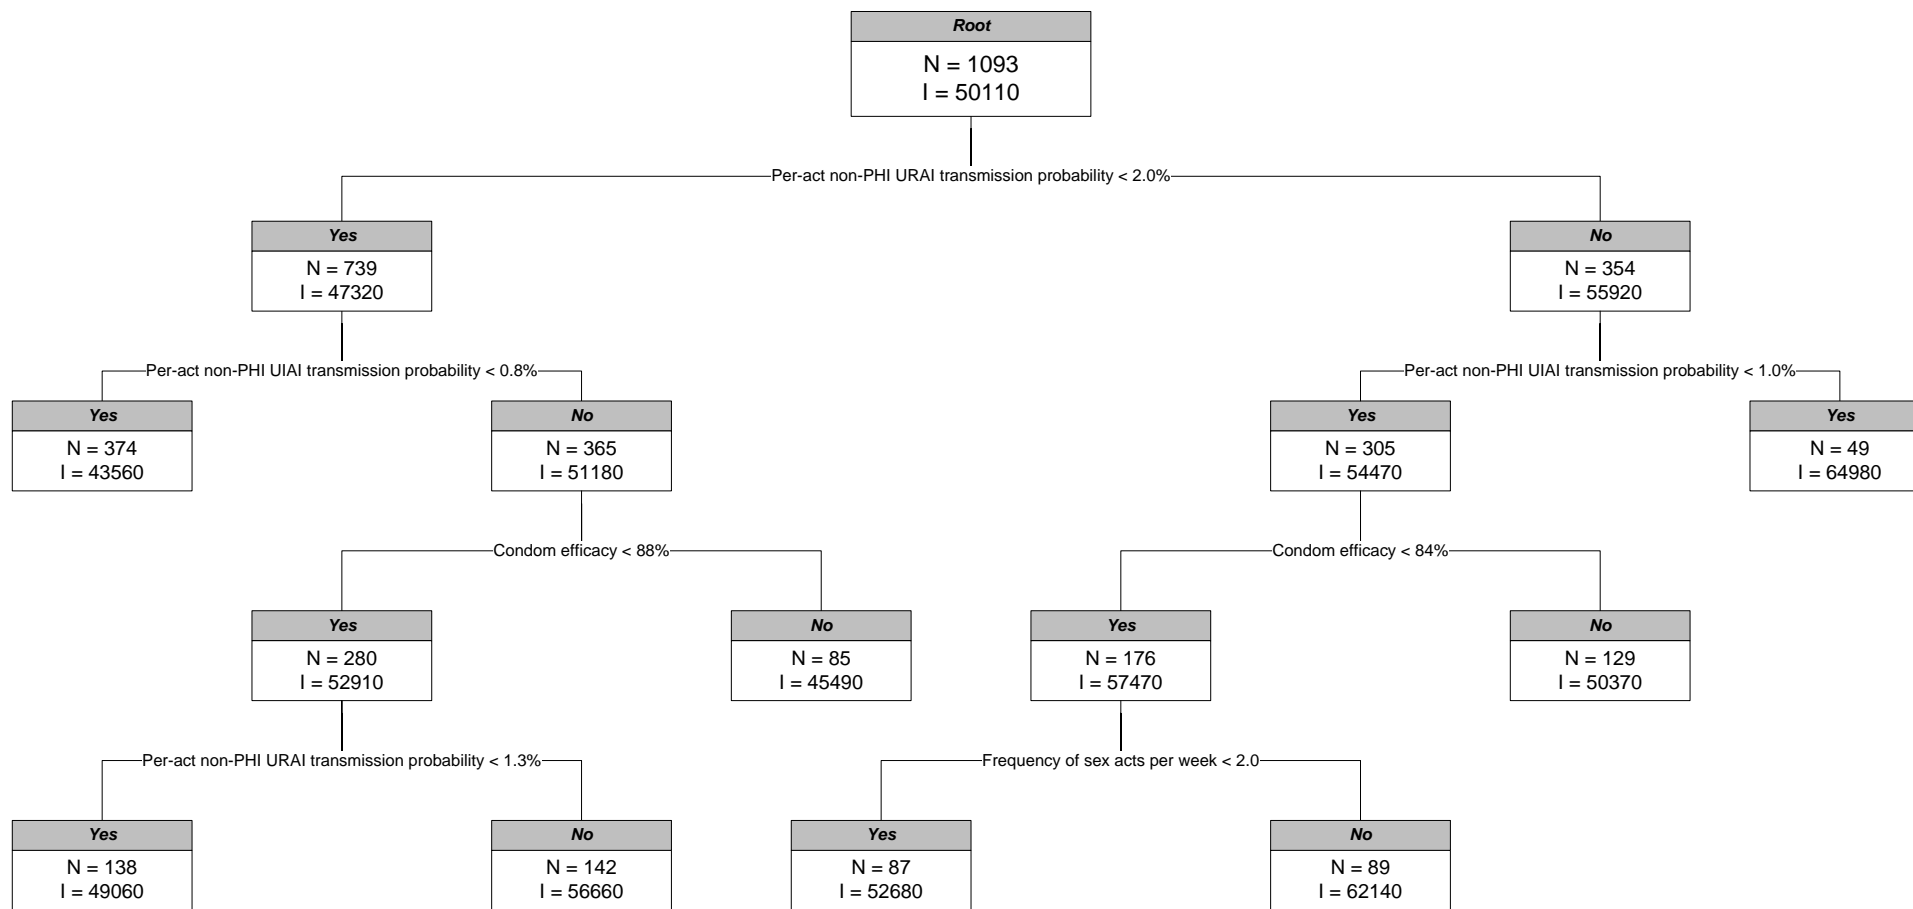 Root
N = 1093
I = 50110
Per-act non-PHI URAI transmission probability < 2.0%
Yes
N = 739
I = 47320
No
N = 354
I = 55920
Per-act non-PHI UIAI transmission probability < 0.8%
Per-act non-PHI UIAI transmission probability < 1.0%
Yes
N = 374
I = 43560
No
N = 365
I = 51180
Yes
N = 305
I = 54470
Yes
N = 49
I = 64980
Condom efficacy < 88%
Condom efficacy < 84%
Yes
N = 280
I = 52910
No
N = 85
I = 45490
Yes
N = 176
I = 57470
No
N = 129
I = 50370
Per-act non-PHI URAI transmission probability < 1.3%
Frequency of sex acts per week < 2.0
Yes
N = 138
I = 49060
No
N = 142
I = 56660
Yes
N = 87
I = 52680
No
N = 89
I = 62140